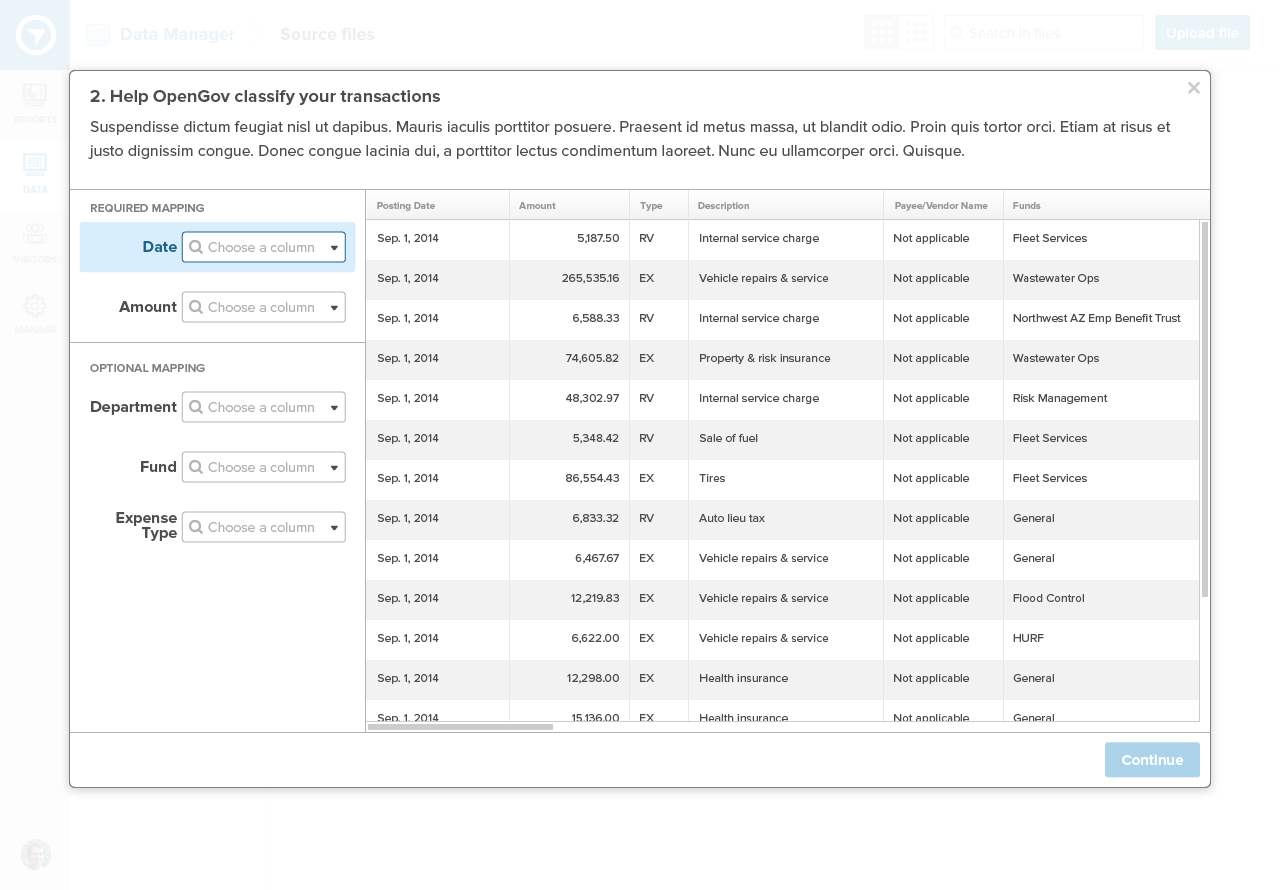 Data Manager
Source files
Search in files
Upload file
REPORTS
DATA
VISITORS
MANAGE
2. Help OpenGov classify your transactions
Suspendisse dictum feugiat nisl ut dapibus. Mauris iaculis porttitor posuere. Praesent id metus massa, ut blandit odio. Proin quis tortor orci. Etiam at risus et
justo dignissim congue. Donec congue lacinia dui, a porttitor lectus condimentum laoreet. Nunc eu ullamcorper orci. Quisque.
REQUIRED MAPPING
Date Choose a column
Amount Choose a column
OPTIONAL MAPPING
Department Choose a column
Fund Choose a column
Expense
Type Choose a column
Posting Date Amount Type Description Payee/Vendor Name Funds
Sep. 1, 2014 5,187.50 RV Internal service charge Not applicable Fleet Services
Sep. 1, 2014 265,535.16 EX Vehicle repairs & service Not applicable Wastewater Ops
Sep. 1, 2014 6,588.33 RV Internal service charge Not applicable Northwest AZ Emp Benefit Trust
Sep. 1, 2014 74,605.82 EX Property & risk insurance Not applicable Wastewater Ops
Sep. 1, 2014 48,302.97 RV Internal service charge Not applicable Risk Management
Sep. 1, 2014 5,348.42 RV Sale of fuel Not applicable Fleet Services
Sep. 1, 2014 86,554.43 EX Tires Not applicable Fleet Services
Sep. 1, 2014 6,833.32 RV Auto lieu tax Not applicable General
Sep. 1, 2014 6,467.67 EX Vehicle repairs & service Not applicable General
Sep. 1, 2014 12,219.83 EX Vehicle repairs & service Not applicable Flood Control
Sep. 1, 2014 6,622.00 EX Vehicle repairs & service Not applicable HURF
Sep. 1, 2014 12,298.00 EX Health insurance Not applicable General
Sep. 1, 2014 15,136.00 EX Health insurance Not applicable General
Continue